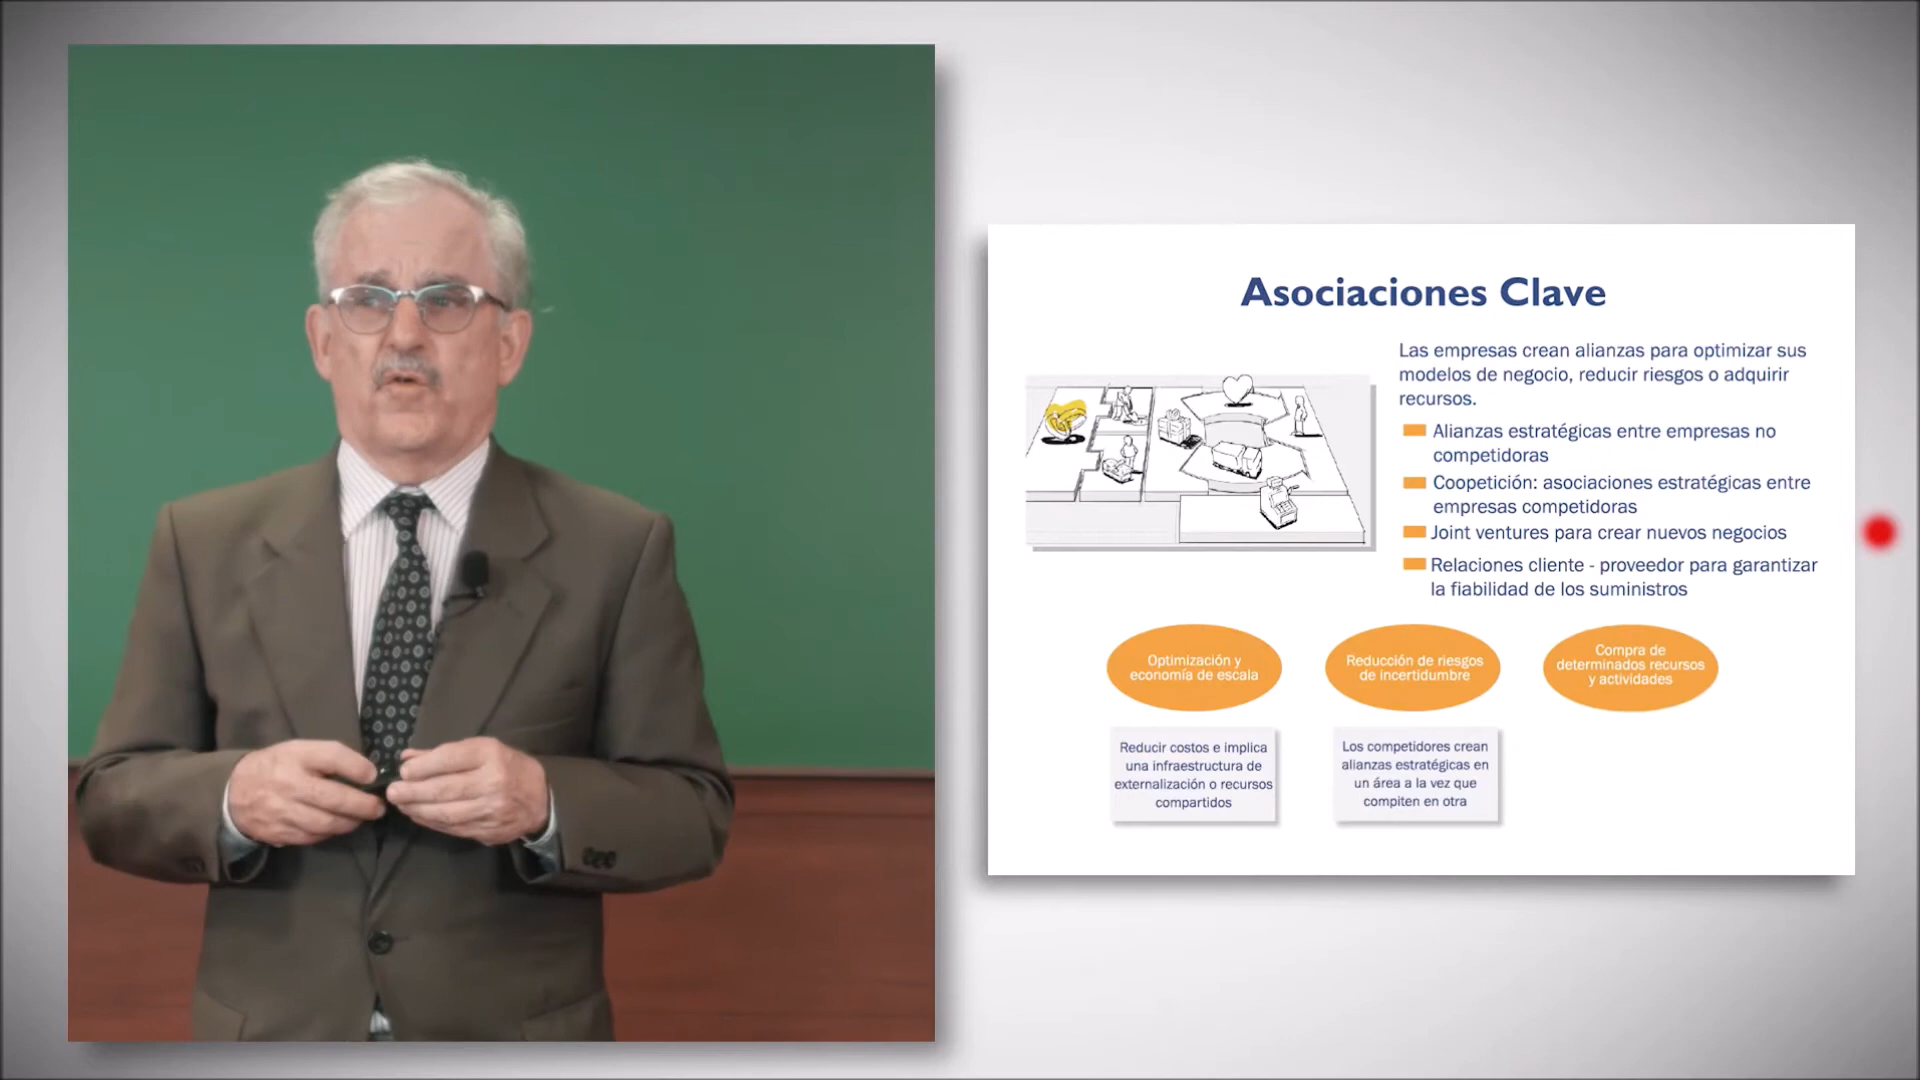 Asociaciones Clave
Las empresas crean alianzas para optimizar sus
modelos de negocio, reducir riesgos o adquirir
recursos.
Alianzas estratégicas entre empresas no
competidoras
Coopetición: asociaciones estratégicas entre
empresas competidoras
Joint ventures para crear nuevos negocios
Relaciones cliente - proveedor para garantizar
la fiabilidad de los suministros
Optimización y
economía de escala
Reducción de riesgos
de incertidumbre
Compra de
determinados recursos
y actividades
Reducir costos e implica
una infraestructura de
externalización o recursos
compartidos
Los competidores crean
alianzas estratégicas en
un área a la vez que
compiten en otra